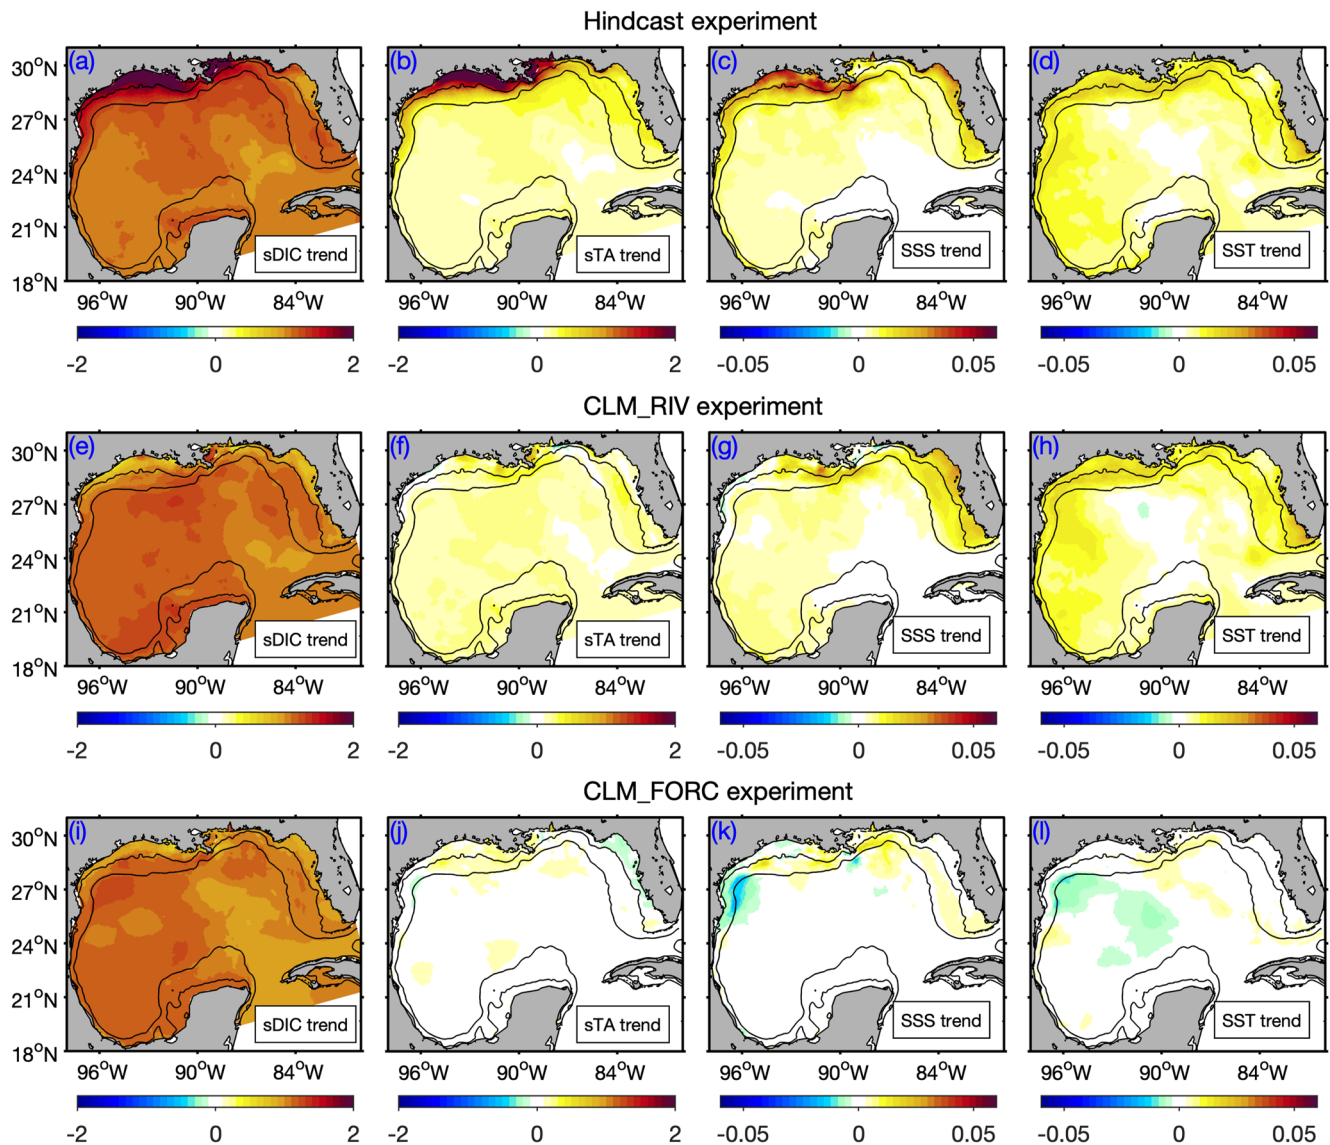 Hindcast experiment
(a) (b) (c) (d)
30°N
27°N
24°N
21°N
18°N
sDIC trend sTA trend SSS trend SST trend
96°W 90°W 84°W 96°W 90°W 84°W 96°W 90°W 84°W 96°W 90°W 84°W
-2 0 2 -2 0 2 -0.05 0 0.05 -0.05 0 0.05
CLM_RIV experiment
(e) (f) (g) (h)
30°N
27°N
24°N
21°N
18°N
sDIC trend sTA trend SSS trend SST trend
96°W 90°W 84°W 96°W 90°W 84°W 96°W 90°W 84°W 96°W 90°W 84°W
-2 0 2 -2 0 2 -0.05 0 0.05 -0.05 0 0.05
CLM_FORC experiment
(i) (j) (k) (l)
30°N
27°N
24°N
21°N
18°N
sDIC trend sTA trend SSS trend SST trend
96°W 90°W 84°W 96°W 90°W 84°W 96°W 90°W 84°W 96°W 90°W 84°W
-2 0 2 -2 0 2 -0.05 0 0.05 -0.05 0 0.05